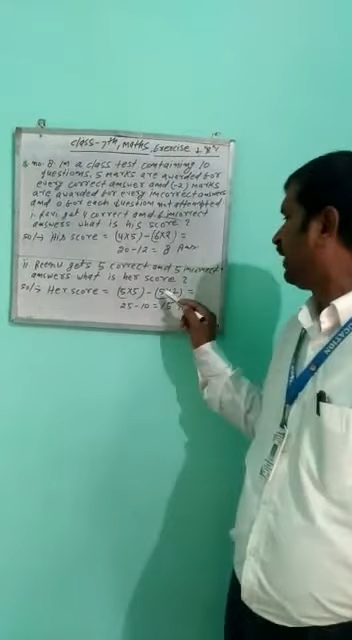 class-7th, Maths, Exercise
Q. no. 8. In a class test containing 10
questions, 5 marks are awarded for
every correct answer and (-2) marks
are awarded for every incorrect answers
and 0 for each question not attempted
i. Ravi get 4 correct and 6 incorrect
answers what is his score ?
sol→ His score = (4×5)-(6×2) =
20-12 = 8 Ans
ii Reenu gets 5 correct and 5 incorrect
answers what is her score ?
sol→ Her score = (5×5) - (5×2) =
25-10 = 15